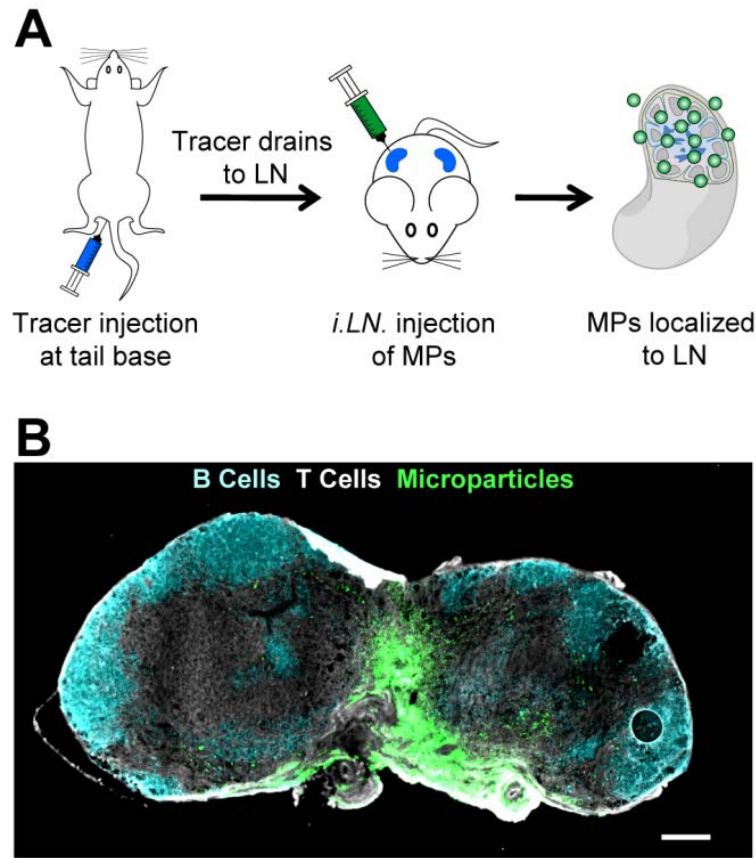 A
Tracer drains
to LN
Tracer injection
at tail base
i.LN. injection
of MPs
MPs localized
to LN
B
B Cells T Cells Microparticles